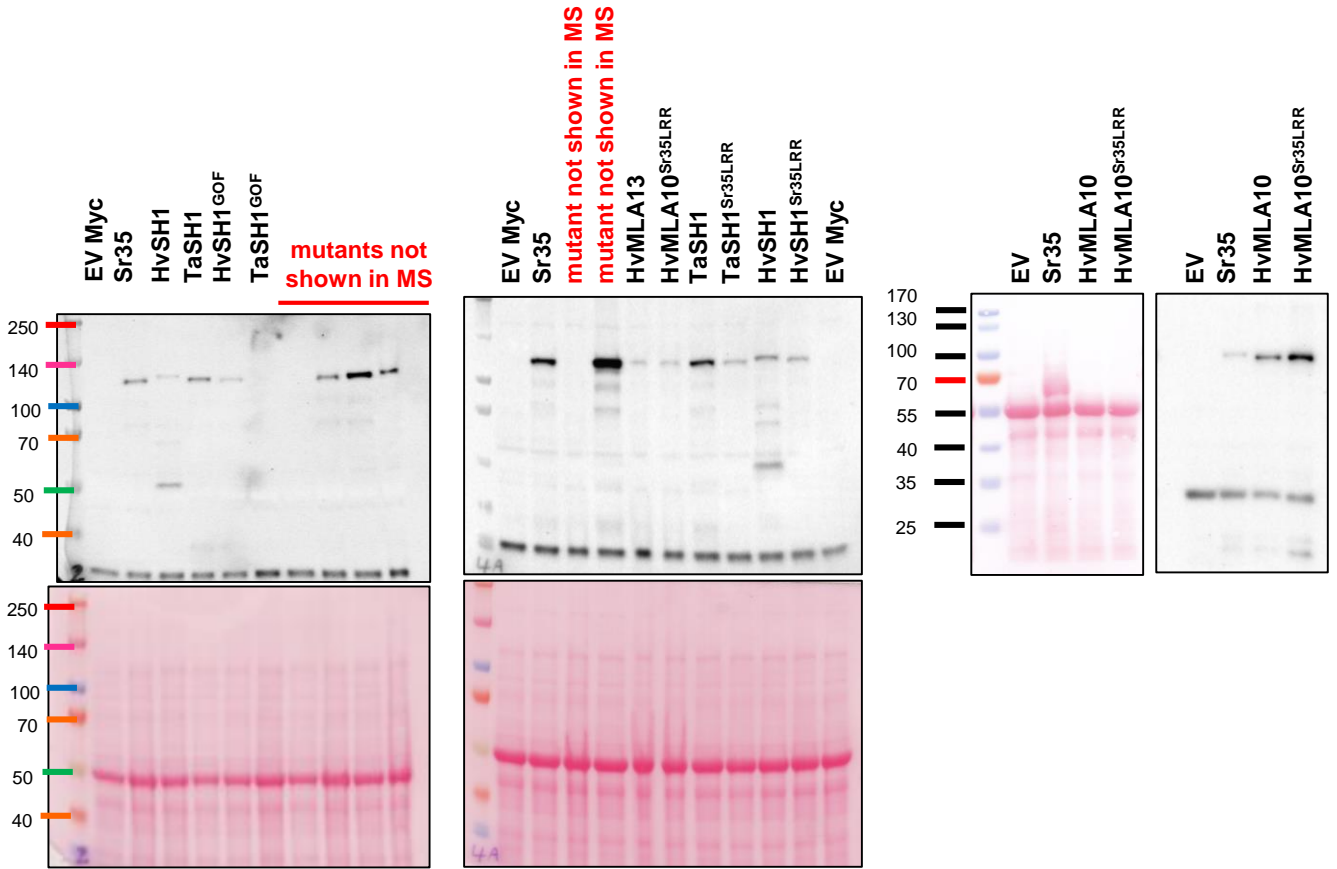 EV Myc
Sr35
HvSH1
TaSH1
HvSH1GOF
TaSH1GOF
mutants not
shown in MS
250
140
100
70
50
40
2
250
140
100
70
50
40
2
EV Myc
Sr35
mutant not shown in MS
mutant not shown in MS
HvMLA13
HvMLA10Sr35LRR
TaSH1
TaSH1Sr35LRR
HvSH1
HvSH1Sr35LRR
EV Myc
4A
4A
EV
Sr35
HvMLA10
HvMLA10Sr35LRR
170
130
100
70
55
40
35
25
EV
Sr35
HvMLA10
HvMLA10Sr35LRR